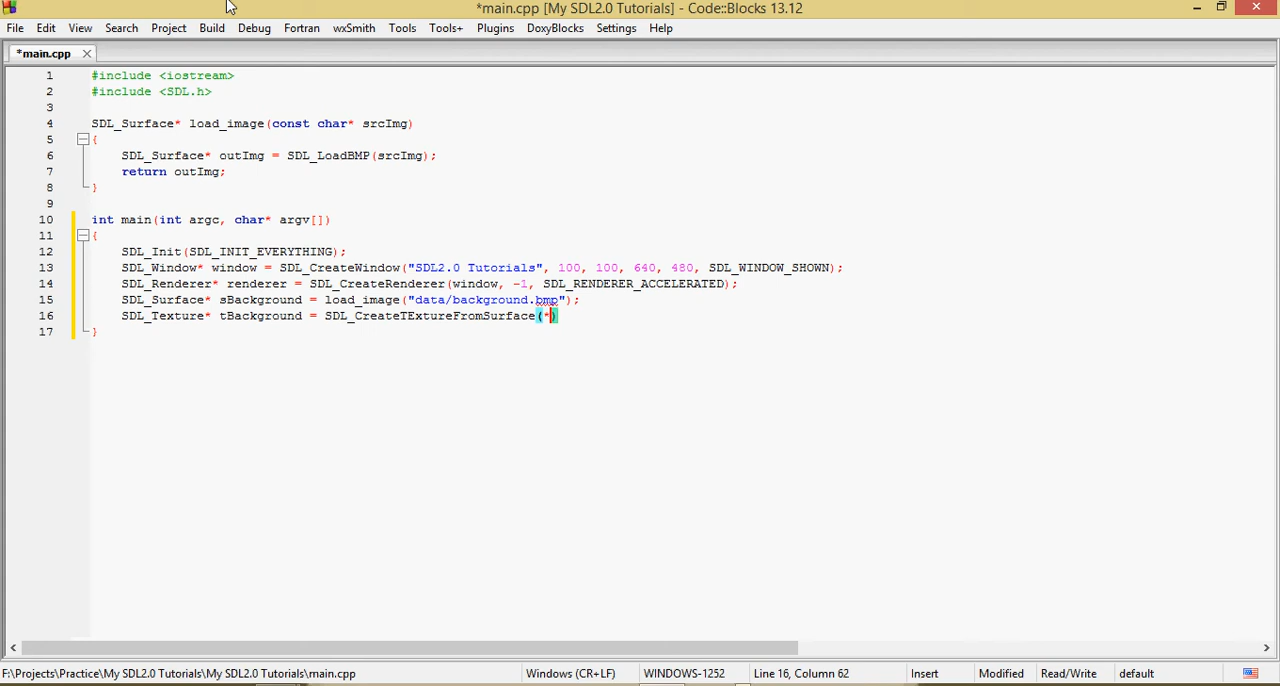 *main.cpp [My SDL2.0 Tutorials] - Code::Blocks 13.12
File Edit View Search Project Build Debug Fortran wxSmith Tools Tools+ Plugins DoxyBlocks Settings Help
*main.cpp
1 #include <iostream>
2 #include <SDL.h>
3
4 SDL_Surface* load_image(const char* srcImg)
5 {
6 SDL_Surface* outImg = SDL_LoadBMP(srcImg);
7 return outImg;
8 }
9
10 int main(int argc, char* argv[])
11 {
12 SDL_Init(SDL_INIT_EVERYTHING);
13 SDL_Window* window = SDL_CreateWindow("SDL2.0 Tutorials", 100, 100, 640, 480, SDL_WINDOW_SHOWN);
14 SDL_Renderer* renderer = SDL_CreateRenderer(window, -1, SDL_RENDERER_ACCELERATED);
15 SDL_Surface* sBackground = load_image("data/background.bmp");
16 SDL_Texture* tBackground = SDL_CreateTExtureFromSurface(*)
17 }
F:\Projects\Practice\My SDL2.0 Tutorials\My SDL2.0 Tutorials\main.cpp Windows (CR+LF) WINDOWS-1252 Line 16, Column 62 Insert Modified Read/Write default